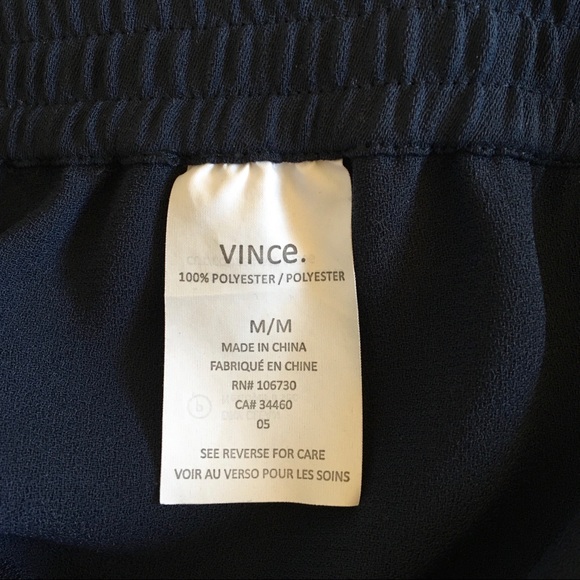 VINCe.
100% POLYESTER / POLYESTER
M/M
MADE IN CHINA
FABRIQUÉ EN CHINE
RN# 106730
CA# 34460
05
SEE REVERSE FOR CARE
VOIR AU VERSO POUR LES SOINS